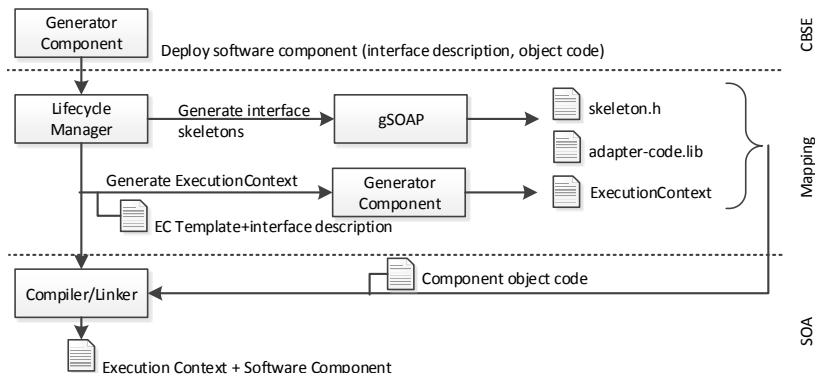 Generator
Component
Deploy software component (interface description, object code)
CBSE
Lifecycle
Manager
Generate interface
skeletons
gSOAP
skeleton.h
adapter-code.lib
Generate ExecutionContext
Generator
Component
ExecutionContext
EC Template+interface description
Mapping
Compiler/Linker
Component object code
Execution Context + Software Component
SOA